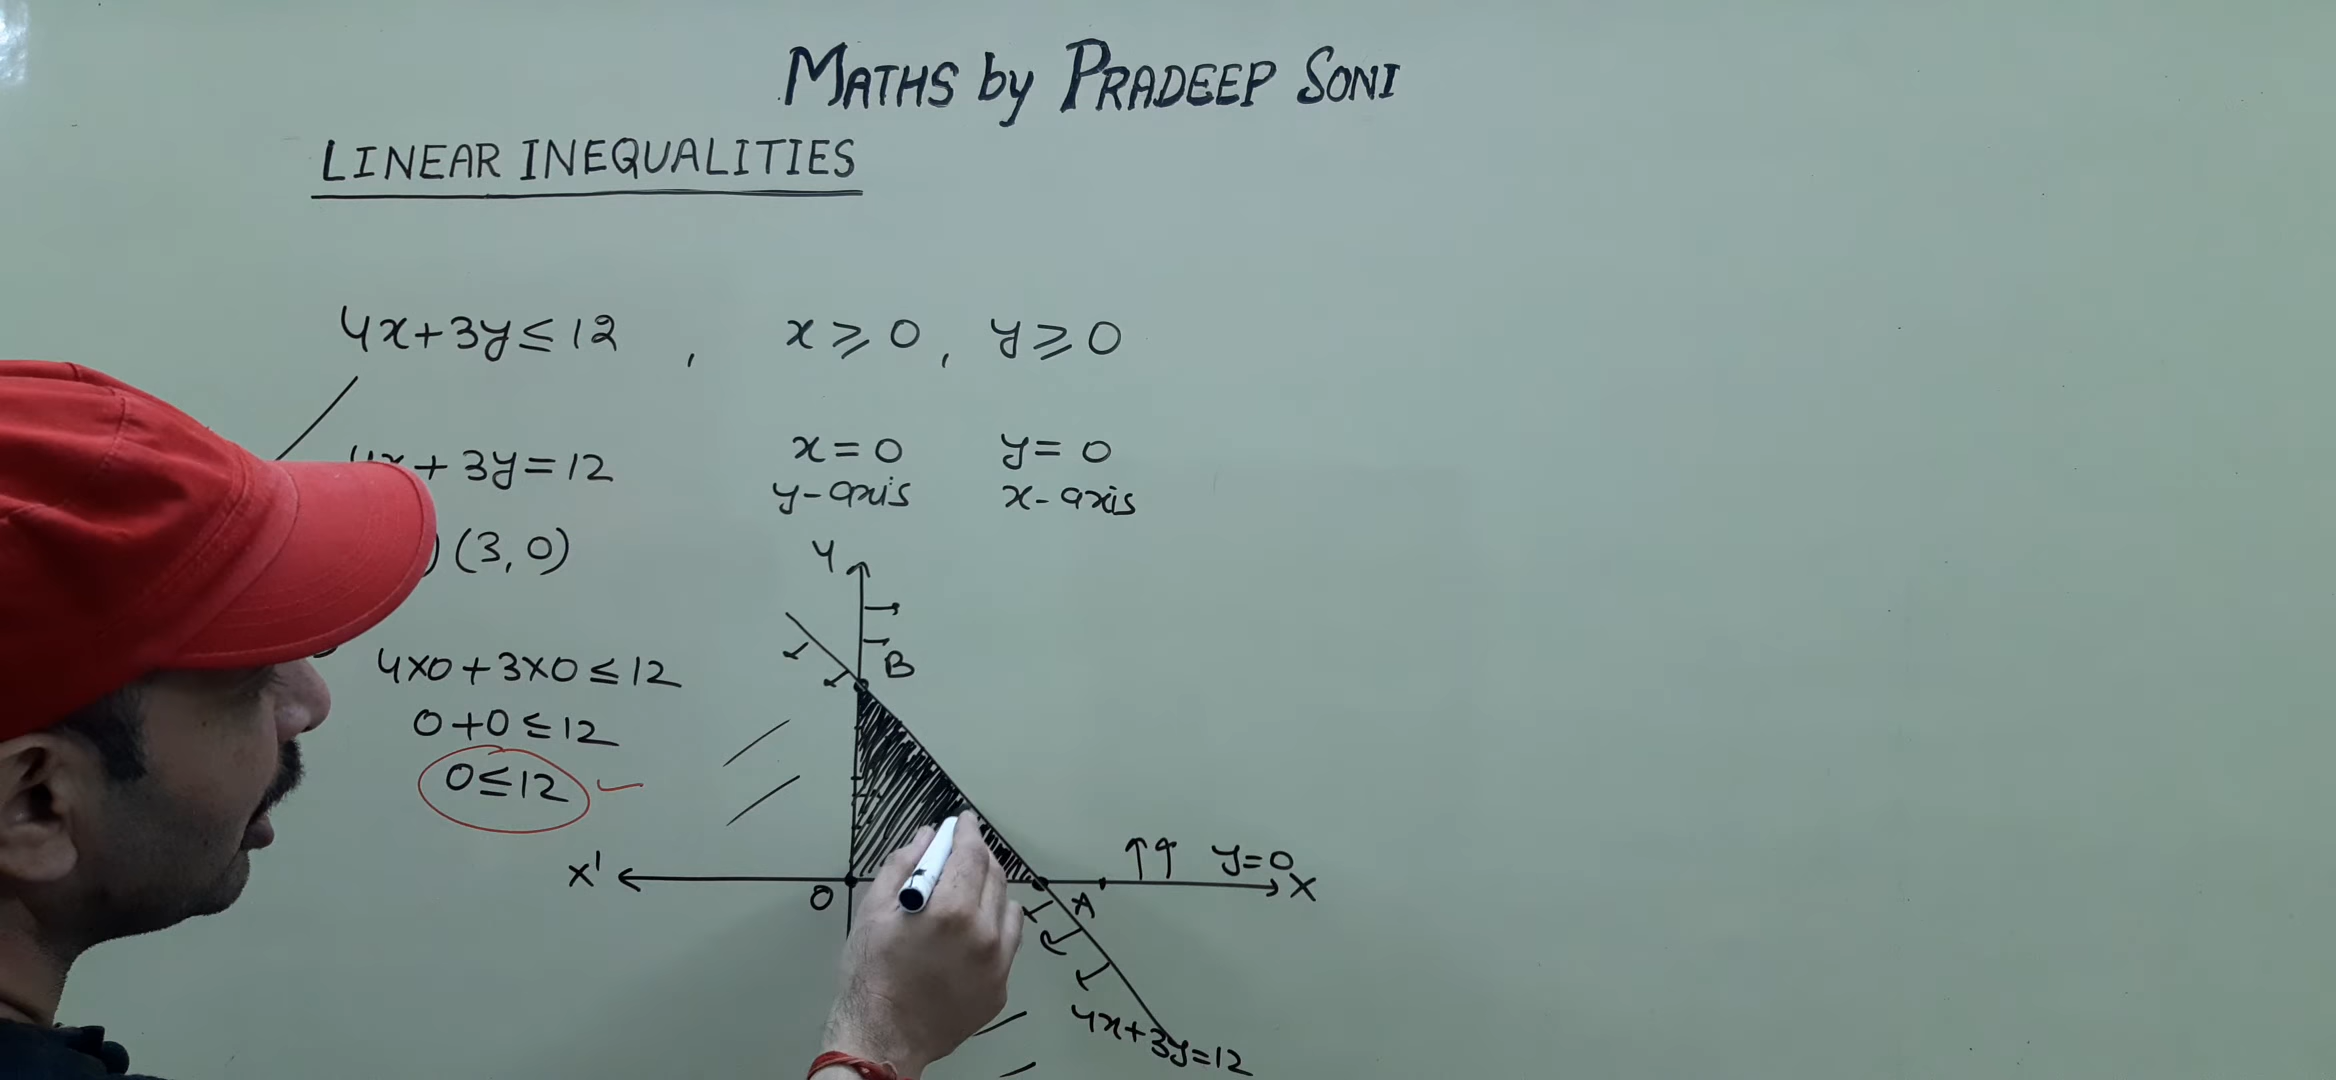 MATHS by PRADEEP SONI
LINEAR INEQUALITIES
4x+3y≤12 , x≥0, y≥0
4x+3y=12 x=0 y=0
y-axis x-axis
) (3,0)
4×0+3×0≤12
0+0≤12
0≤12
Y
B
X' O A y=0 X
4x+3y=12